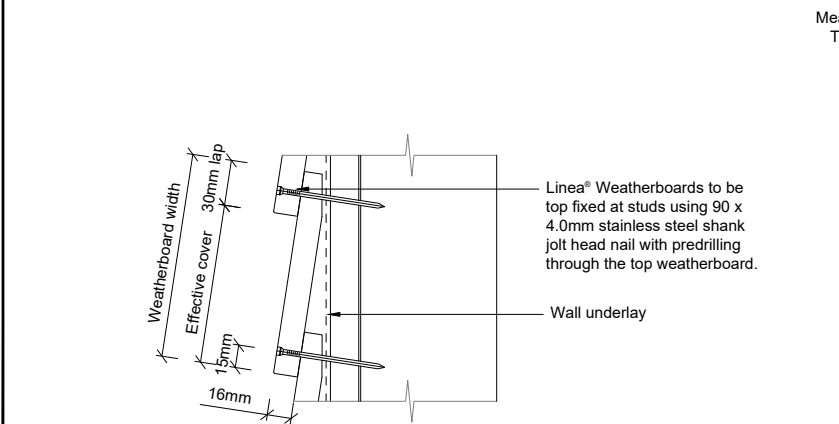 Mea
T
30mm lap
Weatherboard width
Effective cover
15mm
16mm
Linea® Weatherboards to be
top fixed at studs using 90 x
4.0mm stainless steel shank
jolt head nail with predrilling
through the top weatherboard.
Wall underlay